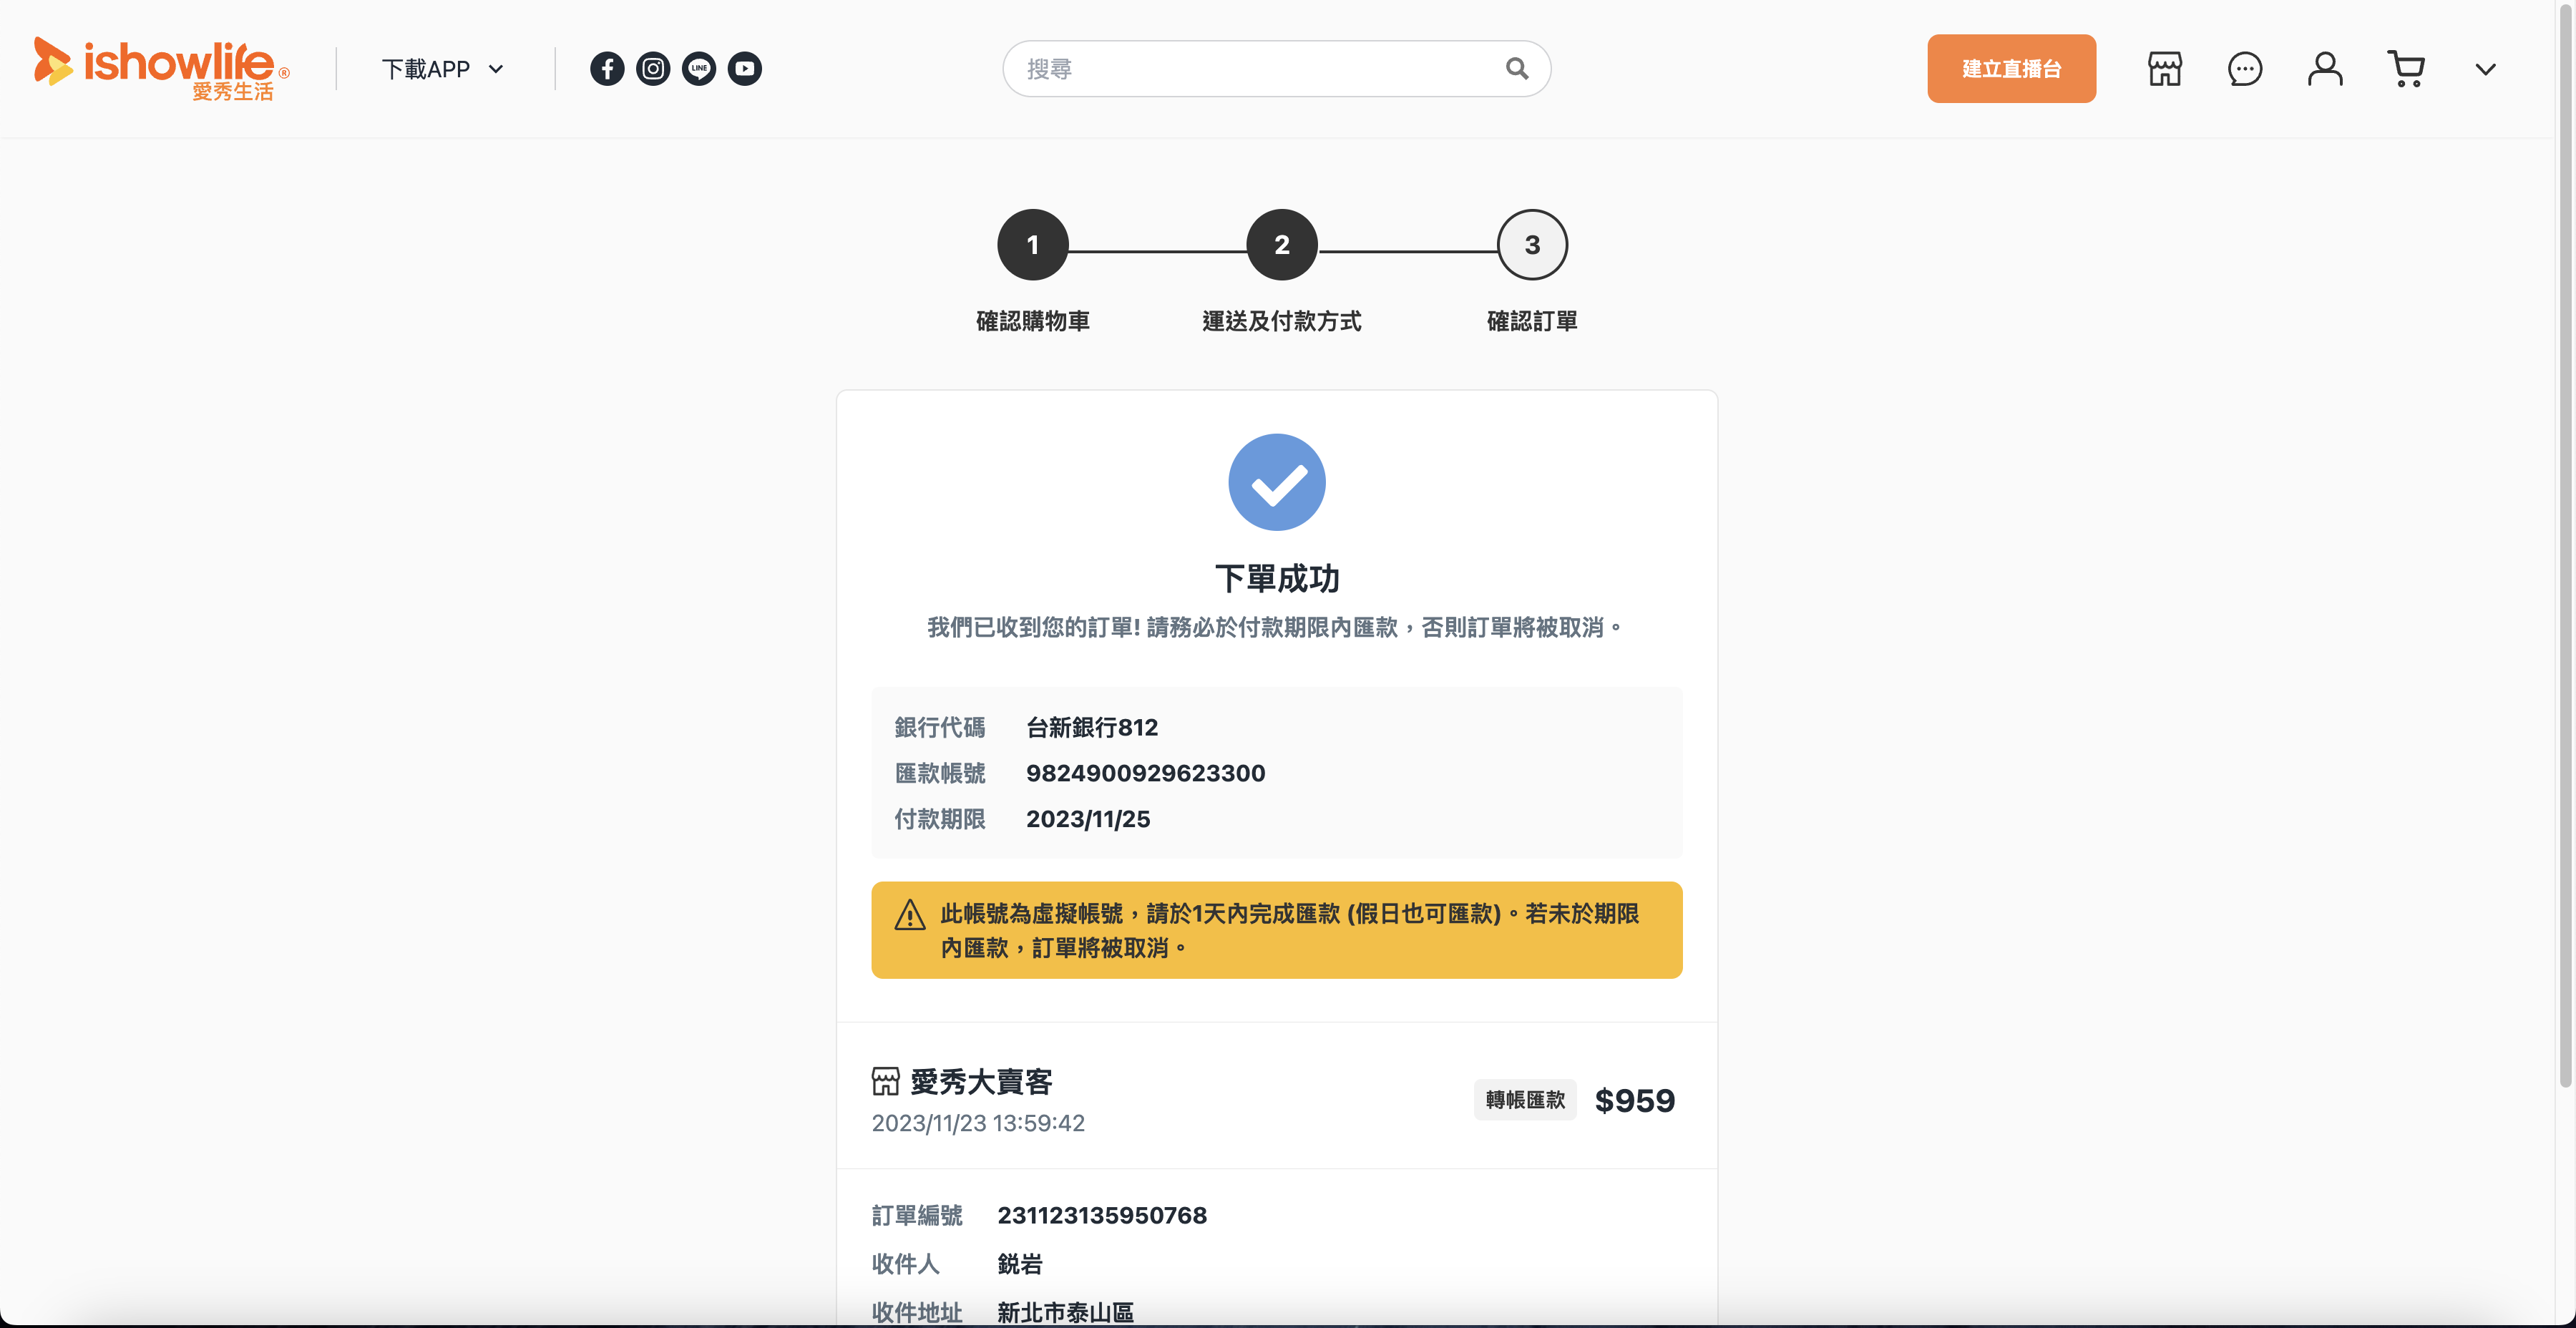 ishowlife®
愛秀生活
下載APP
LINE
搜尋
建立直播台
1
2
3
確認購物車
運送及付款方式
確認訂單
下單成功
我們已收到您的訂單! 請務必於付款期限內匯款，否則訂單將被取消。
銀行代碼 台新銀行812
匯款帳號 9824900929623300
付款期限 2023/11/25
此帳號為虛擬帳號，請於1天內完成匯款 (假日也可匯款)。若未於期限
內匯款，訂單將被取消。
愛秀大賣客
2023/11/23 13:59:42
轉帳匯款 $959
訂單編號 231123135950768
收件人 鋭岩
收件地址 新北市泰山區